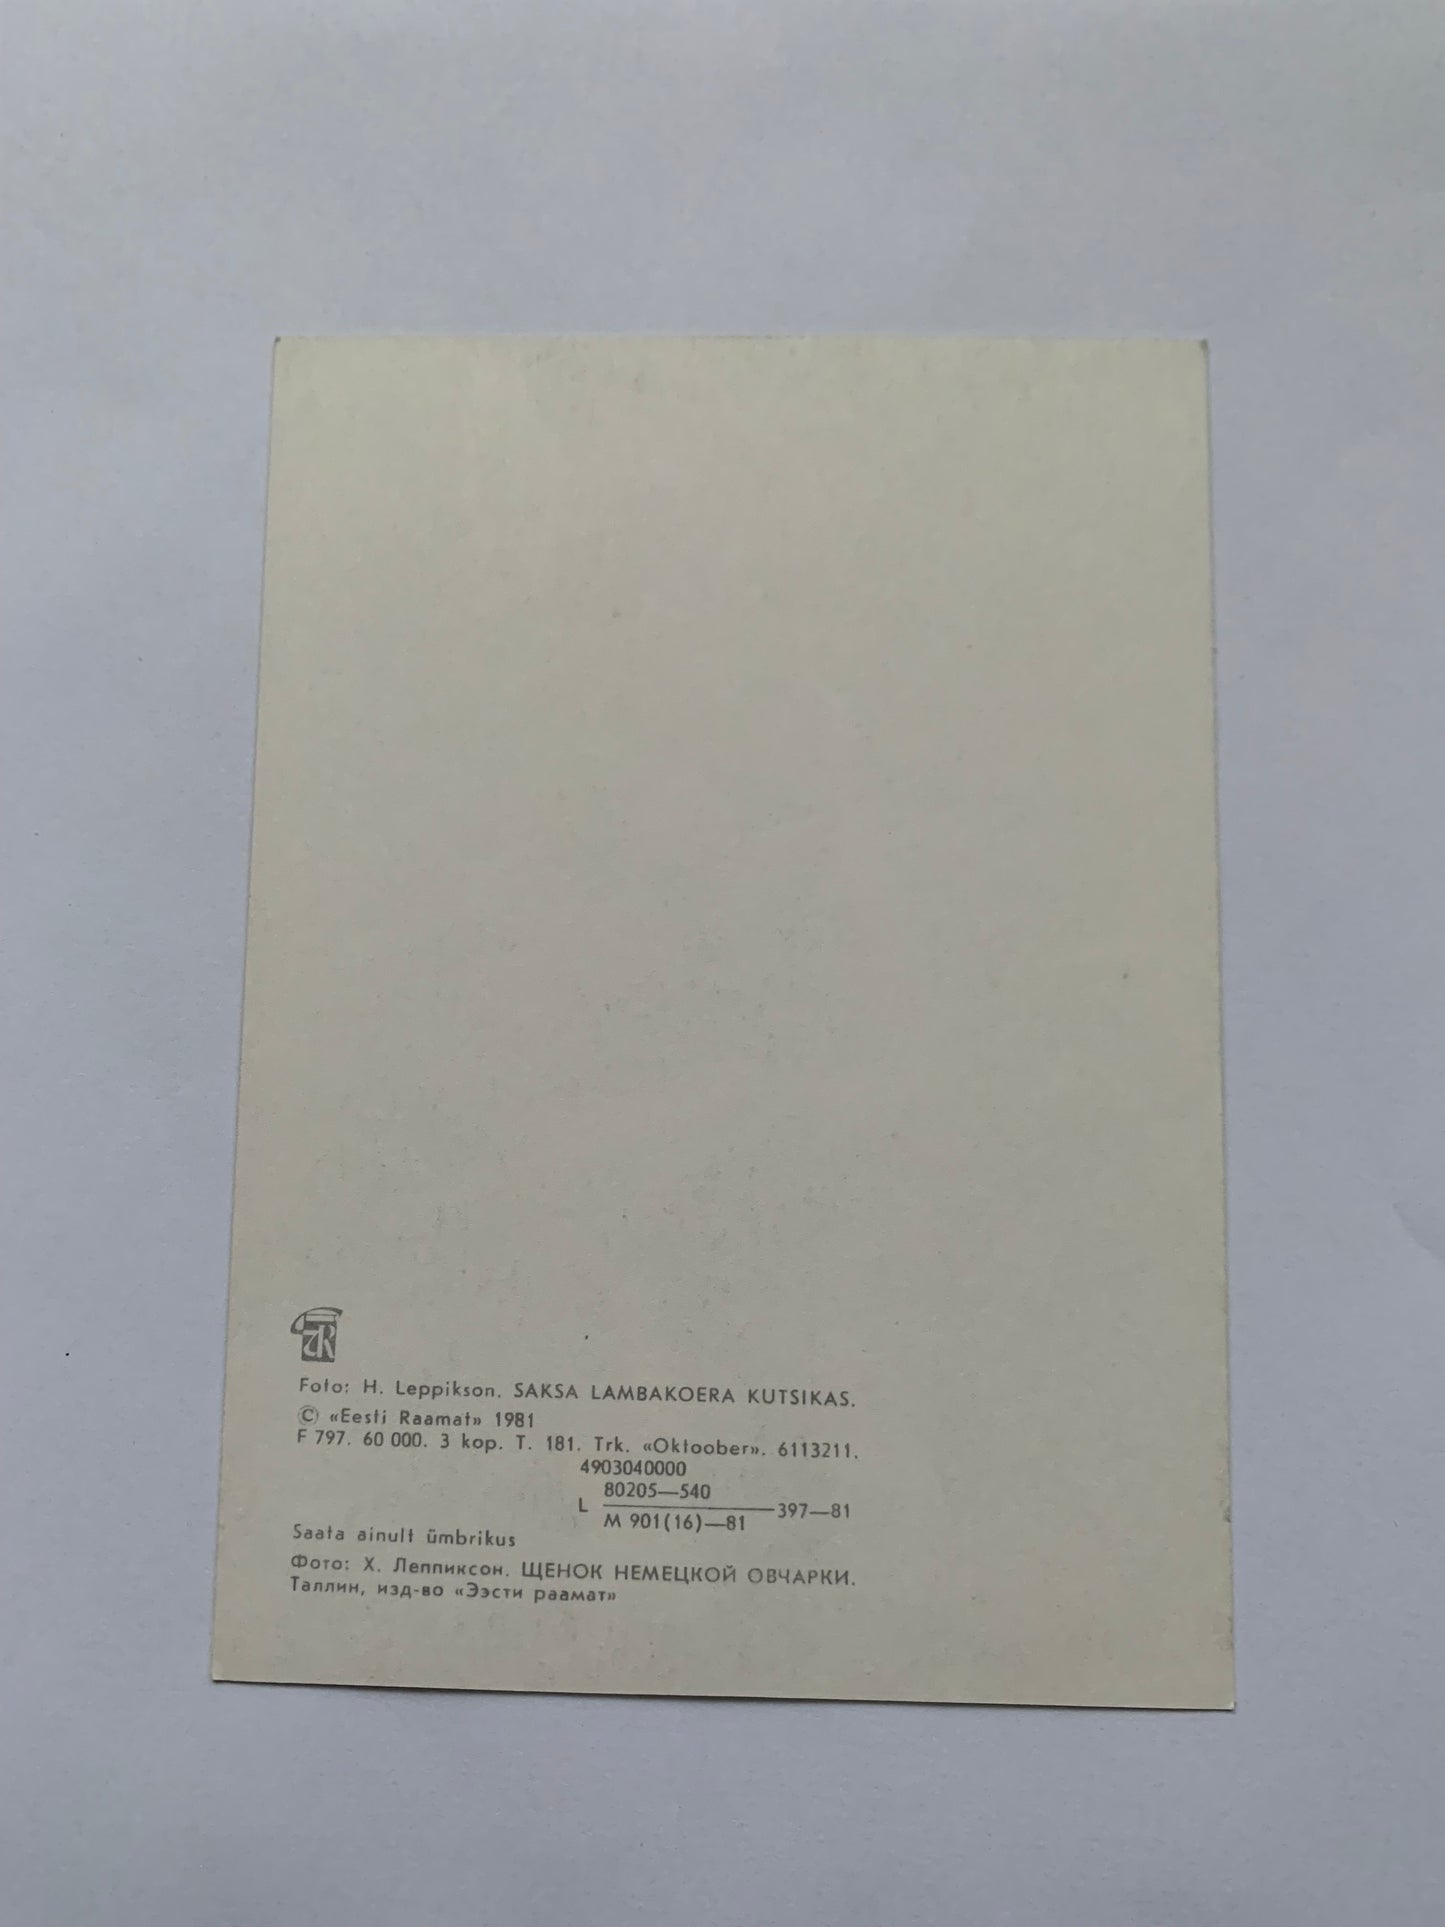 ER
Foto: H. Leppikson. SAKSA LAMBAKOERA KUTSIKAS.
© «Eesti Raamat» 1981
F 797. 60 000. 3 kop. T. 181. Trk. «Oktoober». 6113211.
4903040000
L 80205—540
M 901(16)—81
397—81
Saata ainult ümbrikus
Фото: Х. Леппиксон. ЩЕНОК НЕМЕЦКОЙ ОВЧАРКИ.
Таллин, изд-во «Ээсти раамат»